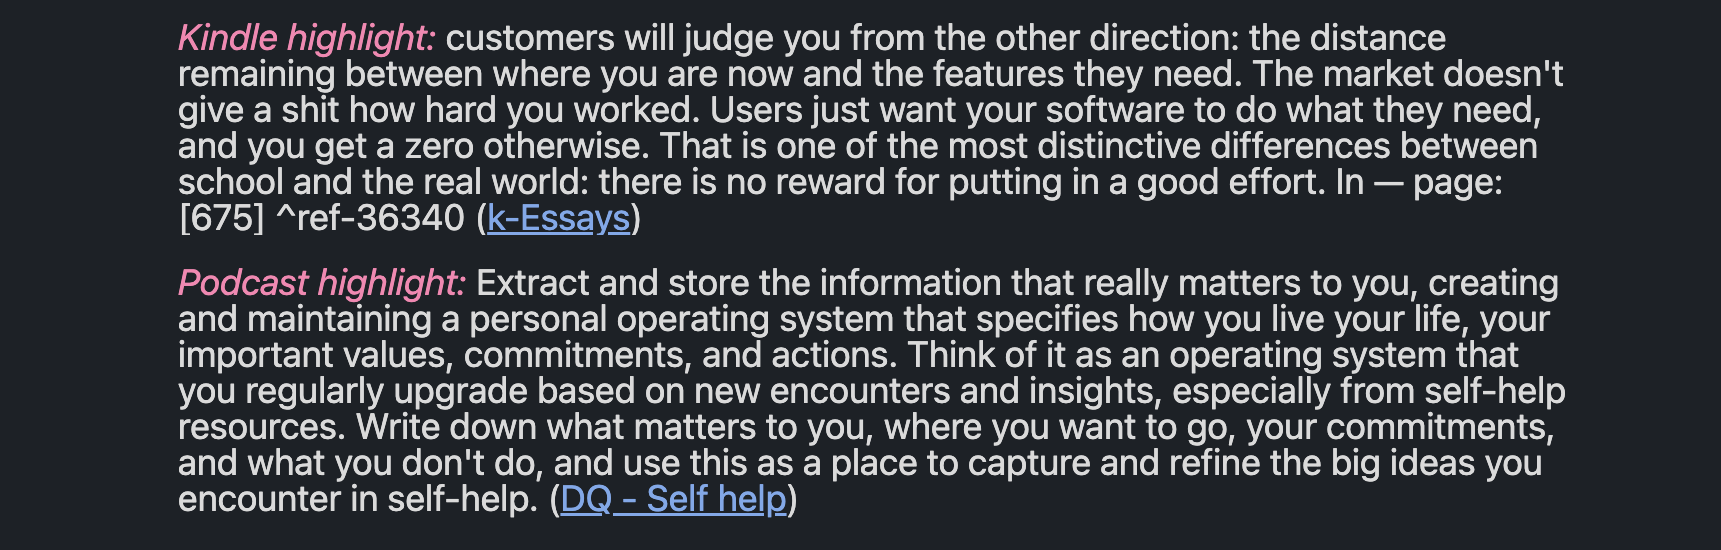 Kindle highlight: customers will judge you from the other direction: the distance
remaining between where you are now and the features they need. The market doesn't
give a shit how hard you worked. Users just want your software to do what they need,
and you get a zero otherwise. That is one of the most distinctive differences between
school and the real world: there is no reward for putting in a good effort. In — page:
[675] ^ref-36340 (k-Essays)
Podcast highlight: Extract and store the information that really matters to you, creating
and maintaining a personal operating system that specifies how you live your life, your
important values, commitments, and actions. Think of it as an operating system that
you regularly upgrade based on new encounters and insights, especially from self-help
resources. Write down what matters to you, where you want to go, your commitments,
and what you don't do, and use this as a place to capture and refine the big ideas you
encounter in self-help. (DQ - Self help)